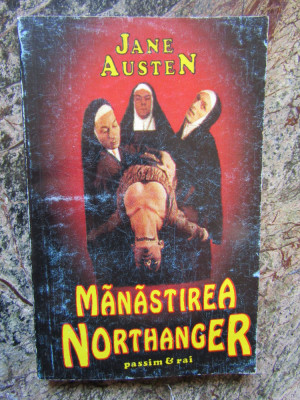 JANE
AUSTEN
MĂNĂSTIREA
NORTHANGER
passim & rai